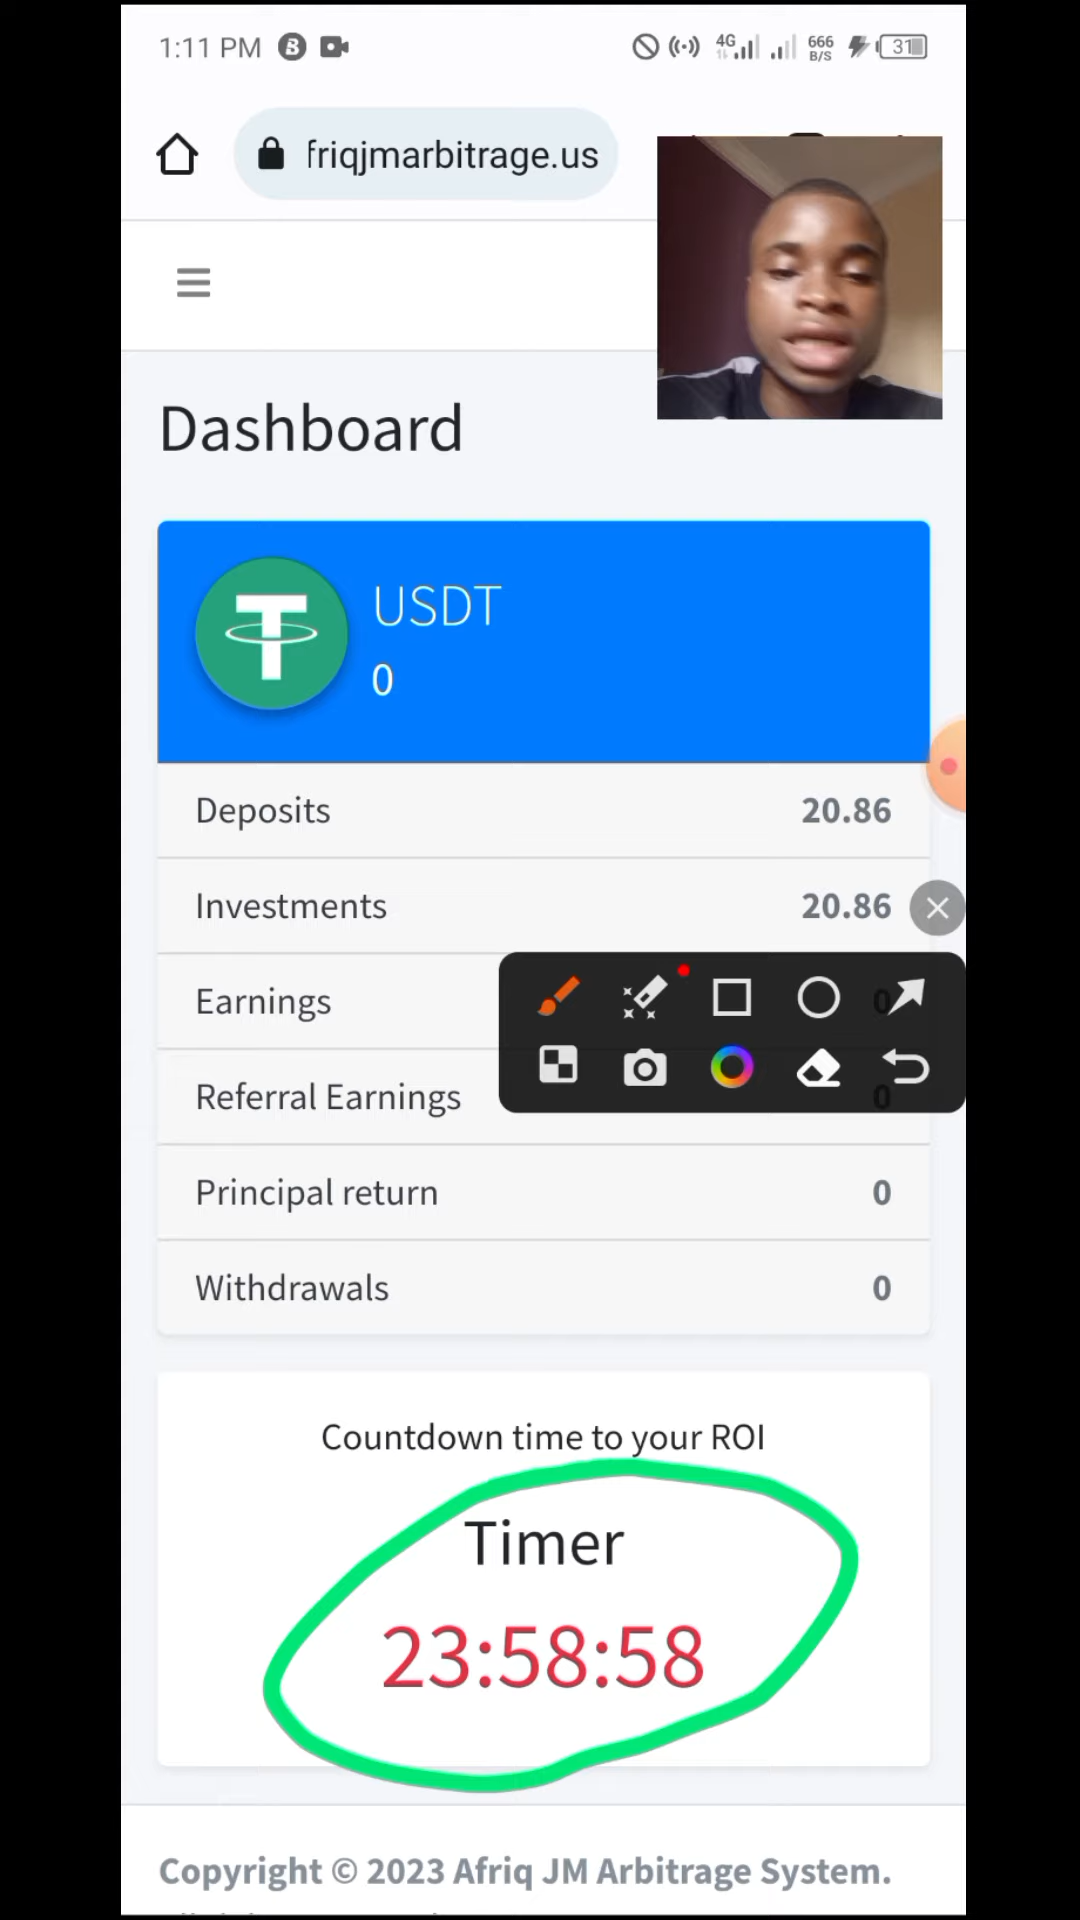 1:11 PM
4G
666
B/S
31
friqjmarbitrage.us
Dashboard
USDT
0
Deposits 20.86
Investments 20.86
Earnings 0
Referral Earnings 0
Principal return 0
Withdrawals 0
Countdown time to your ROI
Timer
23:58:58
Copyright © 2023 Afriq JM Arbitrage System.